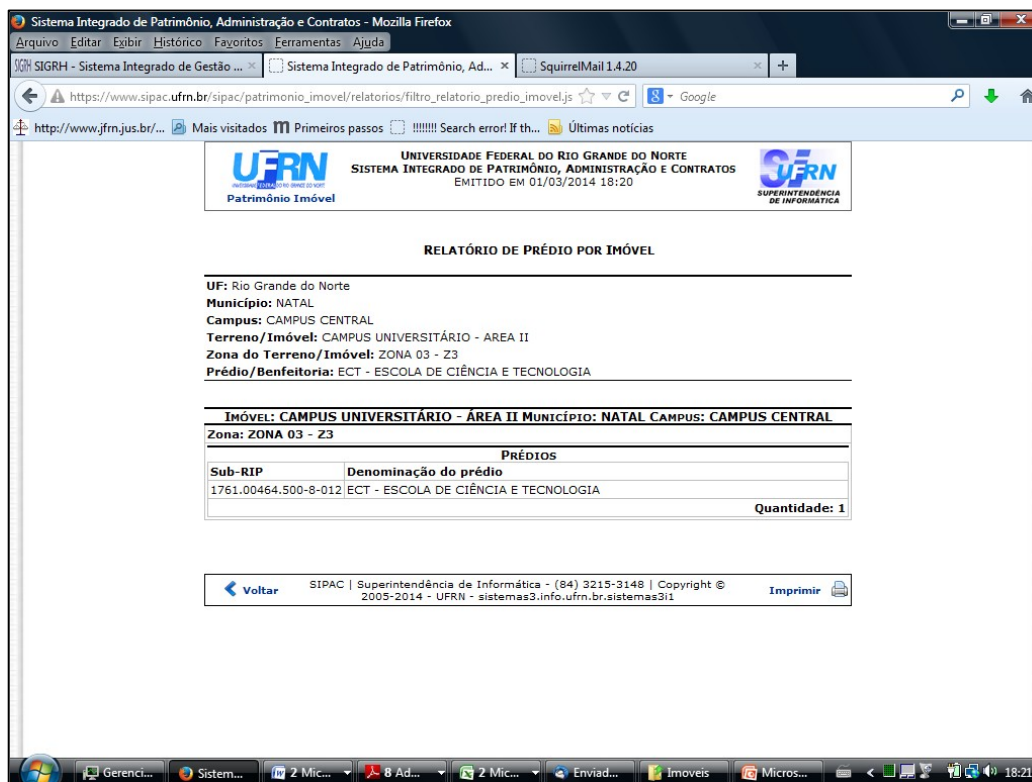 Sistema Integrado de Patrimônio, Administração e Contratos - Mozilla Firefox
Arquivo Editar Exibir Histórico Favoritos Ferramentas Ajuda
SIGRH - Sistema Integrado de Gestão ... × Sistema Integrado de Patrimônio, Ad... × SquirrelMail 1.4.20 × +
https://www.sipac.ufrn.br/sipac/patrimonio_imovel/relatorios/filtro_relatorio_predio_imovel.js Google
http://www.jfrn.jus.br/... Mais visitados Primeiros passos !!!!!!!! Search error! If th... Últimas notícias
UFRN
Patrimônio Imóvel
UNIVERSIDADE FEDERAL DO RIO GRANDE DO NORTE
SISTEMA INTEGRADO DE PATRIMÔNIO, ADMINISTRAÇÃO E CONTRATOS
EMITIDO EM 01/03/2014 18:20
SUPERINTENDÊNCIA
DE INFORMÁTICA
RELATÓRIO DE PRÉDIO POR IMÓVEL
UF: Rio Grande do Norte
Município: NATAL
Campus: CAMPUS CENTRAL
Terreno/Imóvel: CAMPUS UNIVERSITÁRIO - AREA II
Zona do Terreno/Imóvel: ZONA 03 - Z3
Prédio/Benfeitoria: ECT - ESCOLA DE CIÊNCIA E TECNOLOGIA
IMÓVEL: CAMPUS UNIVERSITÁRIO - ÁREA II MUNICÍPIO: NATAL CAMPUS: CAMPUS CENTRAL
Zona: ZONA 03 - Z3
PRÉDIOS
Sub-RIP Denominação do prédio
1761.00464.500-8-012 ECT - ESCOLA DE CIÊNCIA E TECNOLOGIA
Quantidade: 1
Voltar
SIPAC | Superintendência de Informática - (84) 3215-3148 | Copyright ©
2005-2014 - UFRN - sistemas3.info.ufrn.br.sistemas3i1
Imprimir
Gerenci... Sistem... 2 Mic... 8 Ad... 2 Mic... Enviad... Imoveis Micros... 18:21